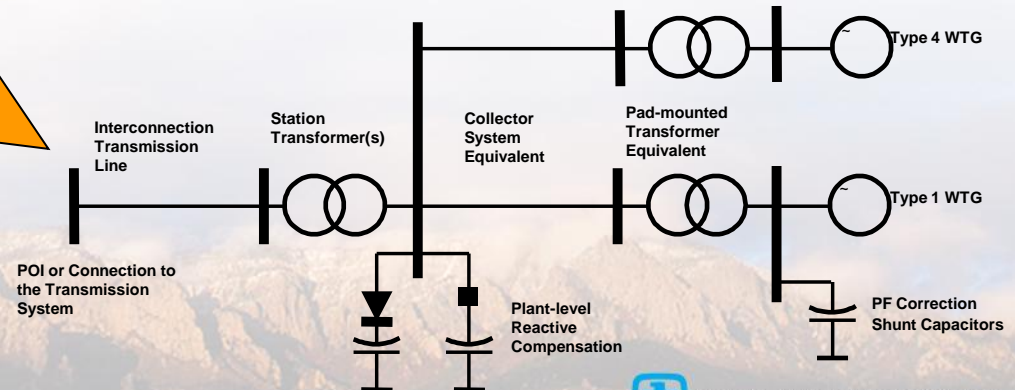 Type 4 WTG
Interconnection
Transmission
Line
Station
Transformer(s)
Collector
System
Equivalent
Pad-mounted
Transformer
Equivalent
~
~
Type 1 WTG
POI or Connection to
the Transmission
System
Plant-level
Reactive
Compensation
PF Correction
Shunt Capacitors